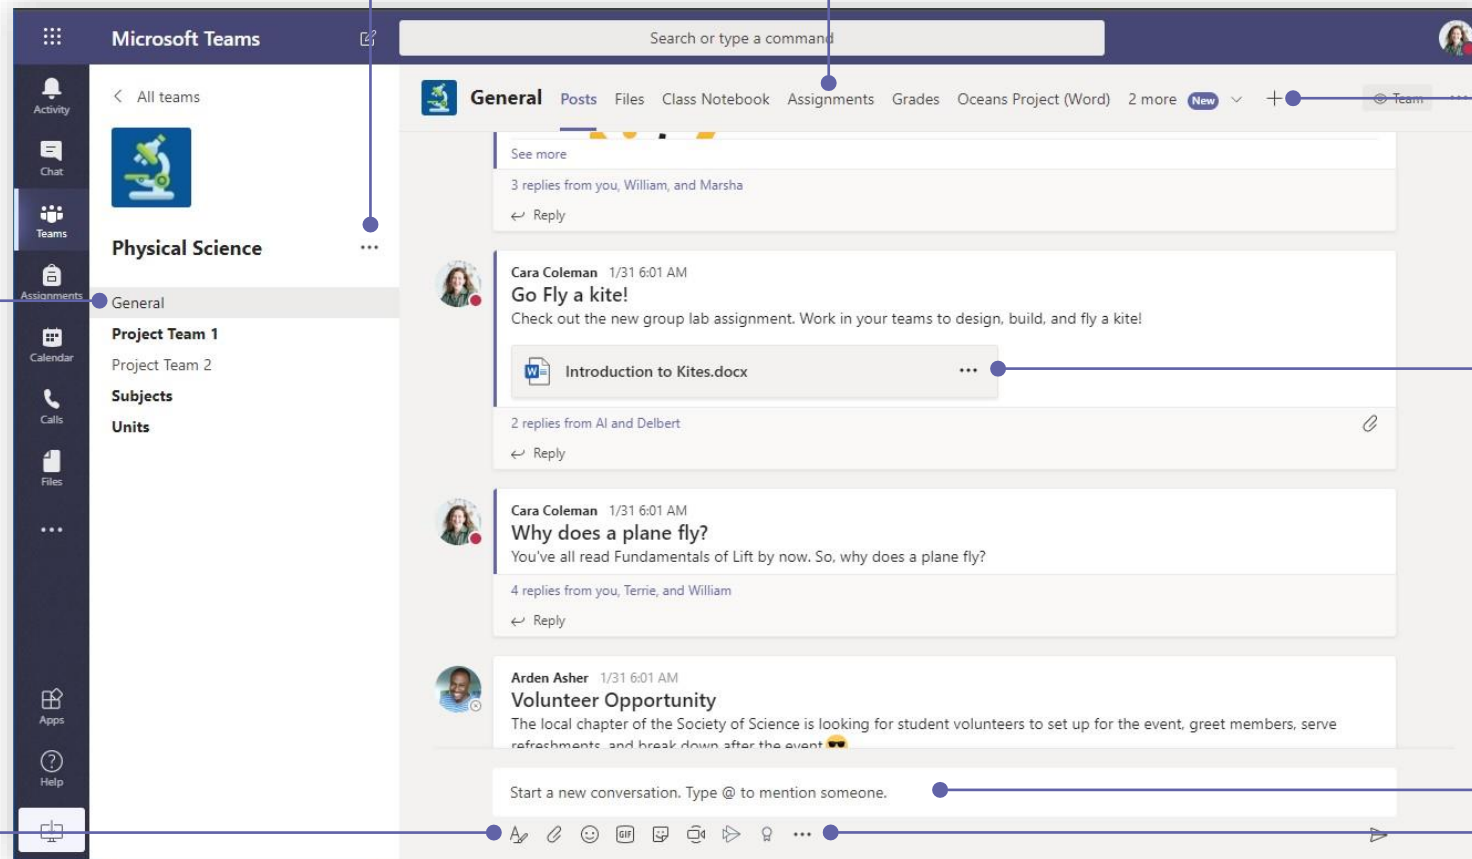 Microsoft Teams
Search or type a command
Activity
Chat
Teams
Assignments
Calendar
Calls
Files
Apps
Help
All teams
Physical Science
General
Project Team 1
Project Team 2
Subjects
Units
General Posts Files Class Notebook Assignments Grades Oceans Project (Word) 2 more New
Team
See more
3 replies from you, William, and Marsha
Reply
Cara Coleman 1/31 6:01 AM
Go Fly a kite!
Check out the new group lab assignment. Work in your teams to design, build, and fly a kite!
Introduction to Kites.docx
2 replies from Al and Delbert
Reply
Cara Coleman 1/31 6:01 AM
Why does a plane fly?
You've all read Fundamentals of Lift by now. So, why does a plane fly?
4 replies from you, Terrie, and William
Reply
Arden Asher 1/31 6:01 AM
Volunteer Opportunity
The local chapter of the Society of Science is looking for student volunteers to set up for the event, greet members, serve
refreshments, and break down after the event
Start a new conversation. Type @ to mention someone.
GIF